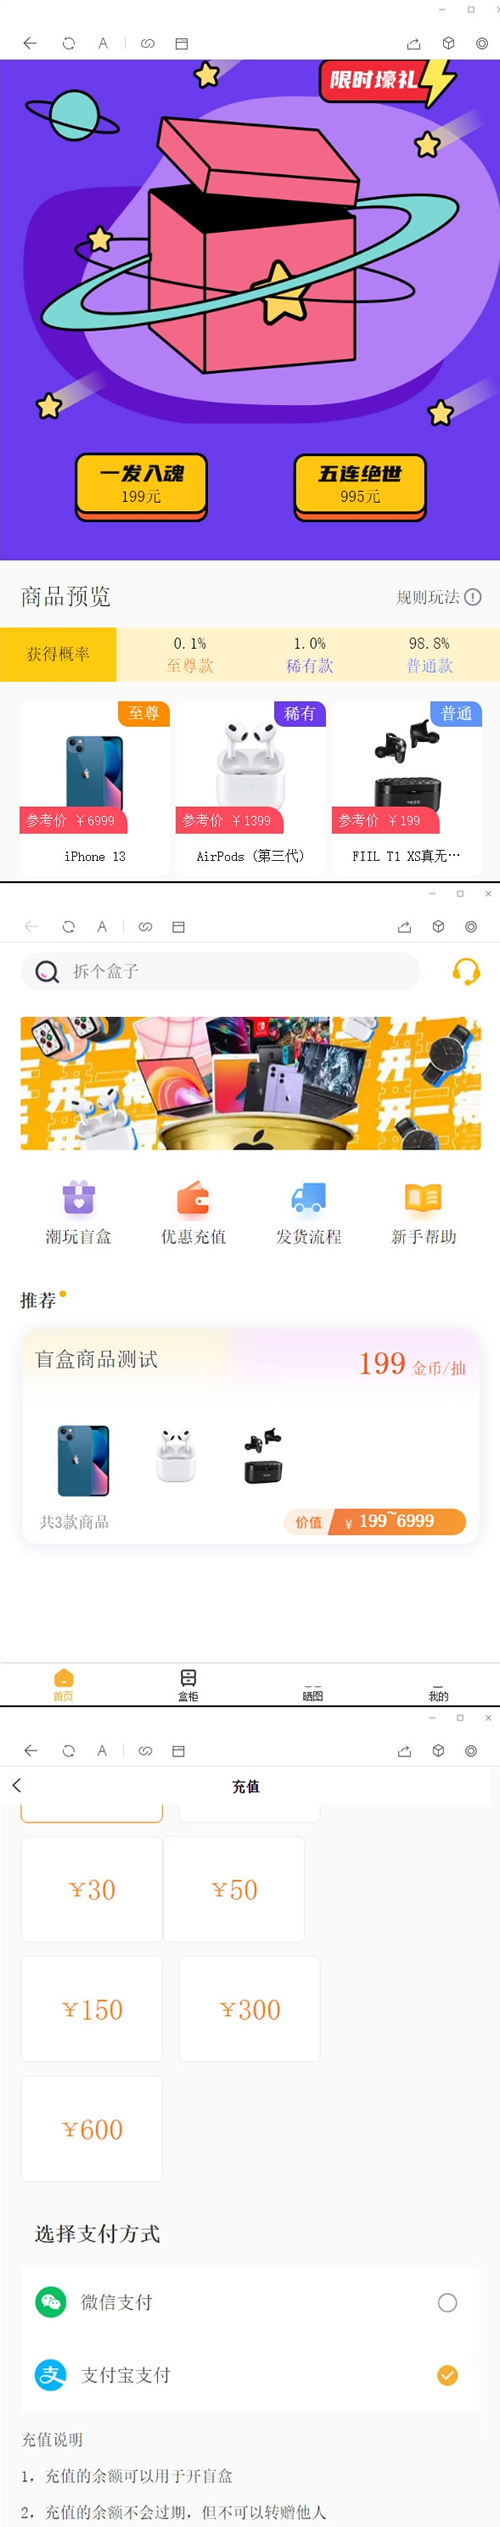 A
限时壕礼
一发入魂
199元
五连绝世
995元
商品预览
规则玩法
获得概率
0.1%
1.0%
98.8%
至尊款
稀有款
普通款
至尊
稀有
普通
参考价 ￥6999
参考价 ￥1399
参考价 ￥199
iPhone 13
AirPods (第三代)
FIIL T1 XS真无…
A
拆个盒子
潮玩盲盒
优惠充值
发货流程
新手帮助
推荐
盲盒商品测试
199 金币/抽
共3款商品
价值
￥ 199~6999
首页
盒柜
晒图
我的
A
充值
￥30
￥50
￥150
￥300
￥600
选择支付方式
微信支付
支付宝支付
充值说明
1，充值的余额可以用于开盲盒
2，充值的余额不会过期，但不可以转赠他人